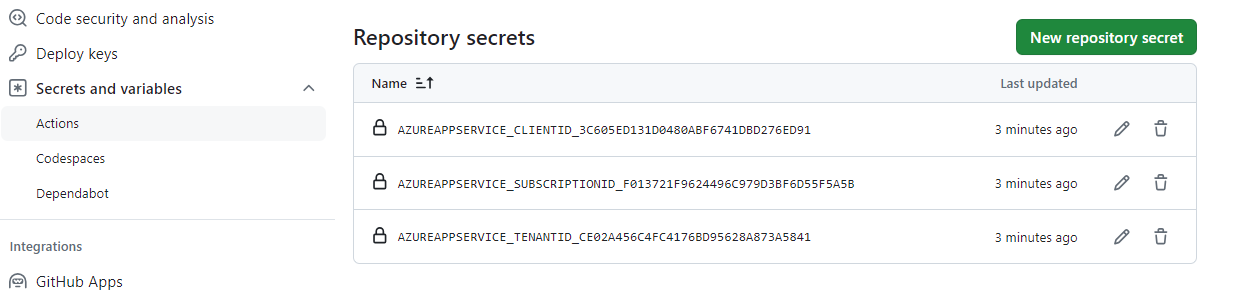 Code security and analysis
Deploy keys
Secrets and variables
Actions
Codespaces
Dependabot
Integrations
GitHub Apps
Repository secrets
New repository secret
Name Last updated
AZUREAPPSERVICE_CLIENTID_3C605ED131D0480ABF6741DBD276ED91 3 minutes ago
AZUREAPPSERVICE_SUBSCRIPTIONID_F013721F9624496C979D3BF6D55F5A5B 3 minutes ago
AZUREAPPSERVICE_TENANTID_CE02A456C4FC4176BD95628A873A5841 3 minutes ago